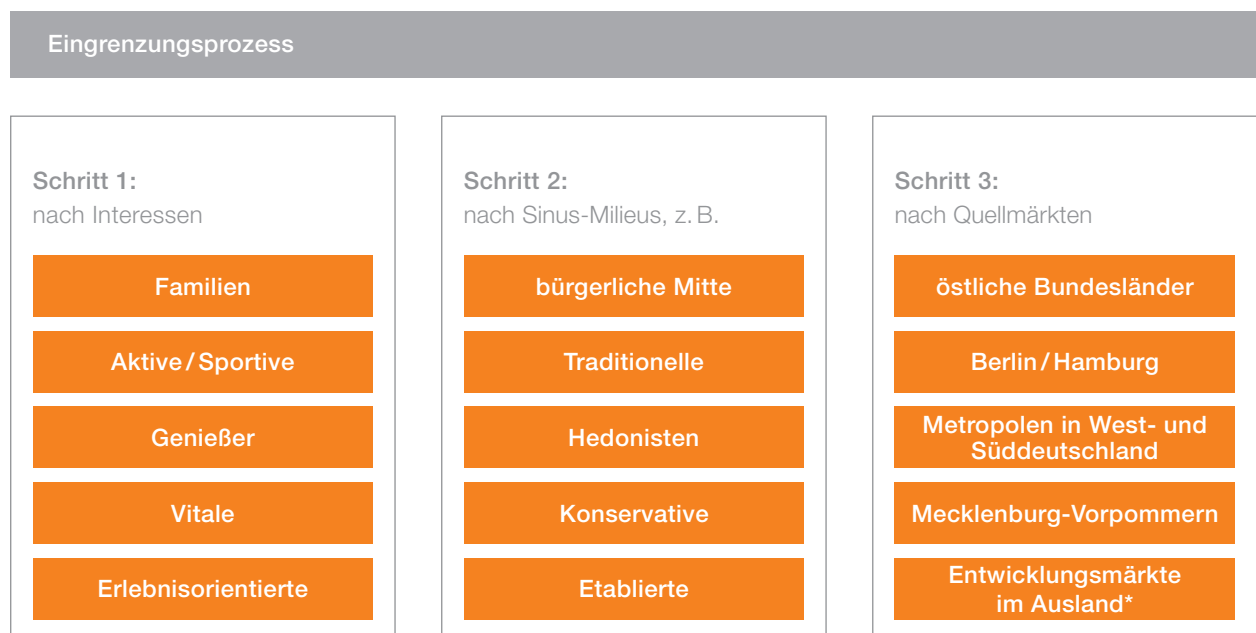 Eingrenzungsprozess
Schritt 1:
nach Interessen
Familien
Aktive / Sportive
Genießer
Vitale
Erlebnisorientierte
Schritt 2:
nach Sinus-Milieus, z. B.
bürgerliche Mitte
Traditionelle
Hedonisten
Konservative
Etablierte
Schritt 3:
nach Quellmärkten
östliche Bundesländer
Berlin / Hamburg
Metropolen in West- und
Süddeutschland
Mecklenburg-Vorpommern
Entwicklungsmärkte
im Ausland*